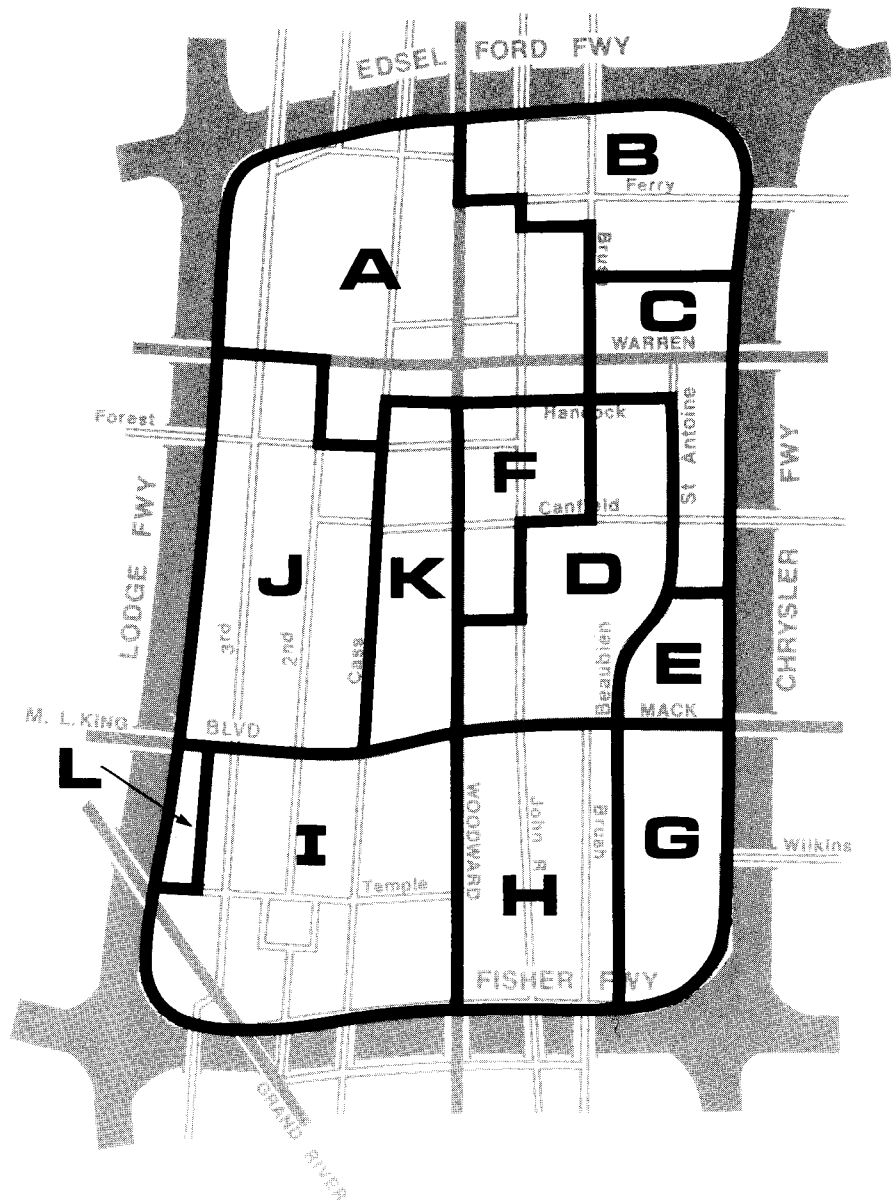 EDSEL FORD FWY
B
Ferry
Brush
A
C
WARREN
Forest
Hancock
St Antoine
FWY
F
Canfield
LODGE FWY
J
K
D
CHRYSLER
3rd
2nd
Cass
Beaubien
E
M. L. KING BLVD
MACK
L
I
WOODWARD
John R
Brush
G
Wilkins
Temple
H
FISHER FWY
GRAND RIVER